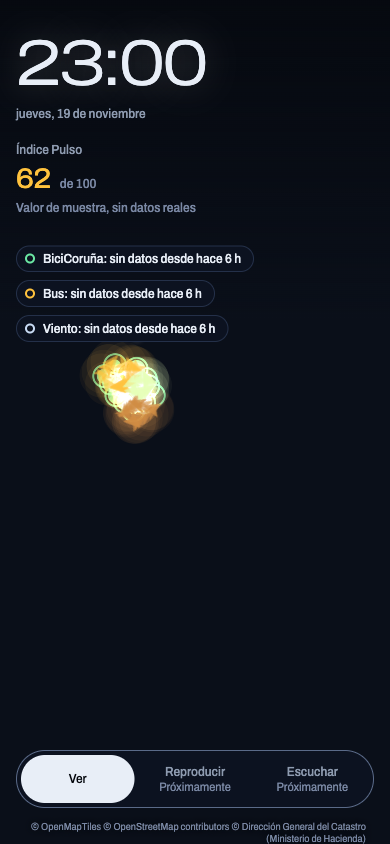 23:00
jueves, 19 de noviembre
Índice Pulso
62 de 100
Valor de muestra, sin datos reales
BiciCoruña: sin datos desde hace 6 h
Bus: sin datos desde hace 6 h
Viento: sin datos desde hace 6 h
Ver
Reproducir
Próximamente
Escuchar
Próximamente
© OpenMapTiles © OpenStreetMap contributors © Dirección General del Catastro
(Ministerio de Hacienda)